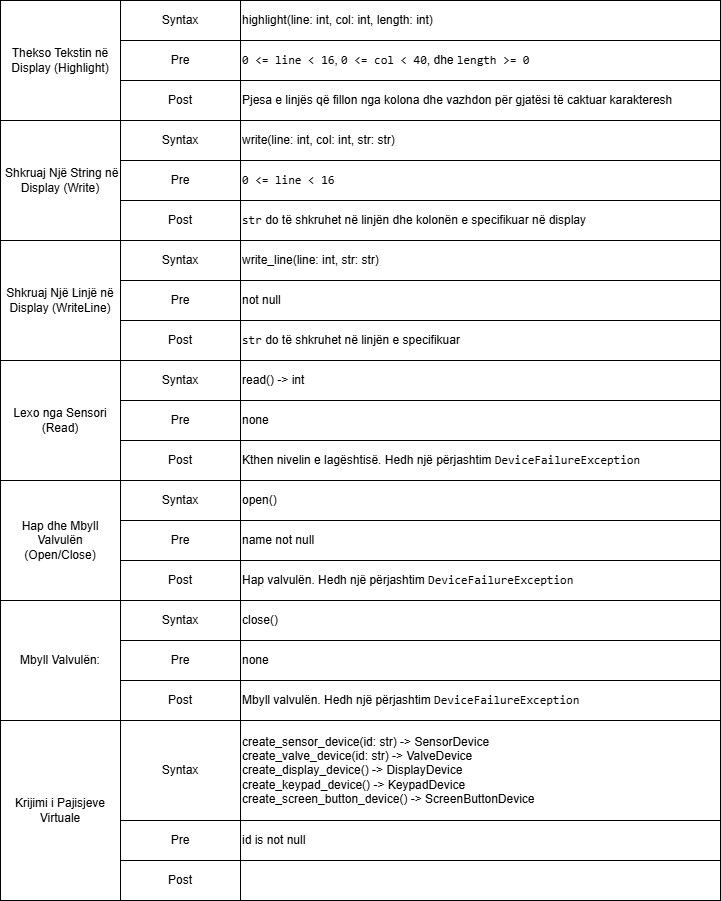 Thekso Tekstin në
Display (Highlight)
Syntax
highlight(line: int, col: int, length: int)
Pre
0 <= line < 16, 0 <= col < 40, dhe length >= 0
Post
Pjesa e linjës që fillon nga kolona dhe vazhdon për gjatësi të caktuar karakteresh
Shkruaj Një String në
Display (Write)
Syntax
write(line: int, col: int, str: str)
Pre
0 <= line < 16
Post
str do të shkruhet në linjën dhe kolonën e specifikuar në display
Shkruaj Një Linjë në
Display (WriteLine)
Syntax
write_line(line: int, str: str)
Pre
not null
Post
str do të shkruhet në linjën e specifikuar
Lexo nga Sensori
(Read)
Syntax
read() -> int
Pre
none
Post
Kthen nivelin e lagështisë. Hedh një përjashtim DeviceFailureException
Hap dhe Mbyll
Valvulën
(Open/Close)
Syntax
open()
Pre
name not null
Post
Hap valvulën. Hedh një përjashtim DeviceFailureException
Mbyll Valvulën:
Syntax
close()
Pre
none
Post
Mbyll valvulën. Hedh një përjashtim DeviceFailureException
Krijimi i Pajisjeve
Virtuale
Syntax
create_sensor_device(id: str) -> SensorDevice
create_valve_device(id: str) -> ValveDevice
create_display_device() -> DisplayDevice
create_keypad_device() -> KeypadDevice
create_screen_button_device() -> ScreenButtonDevice
Pre
id is not null
Post